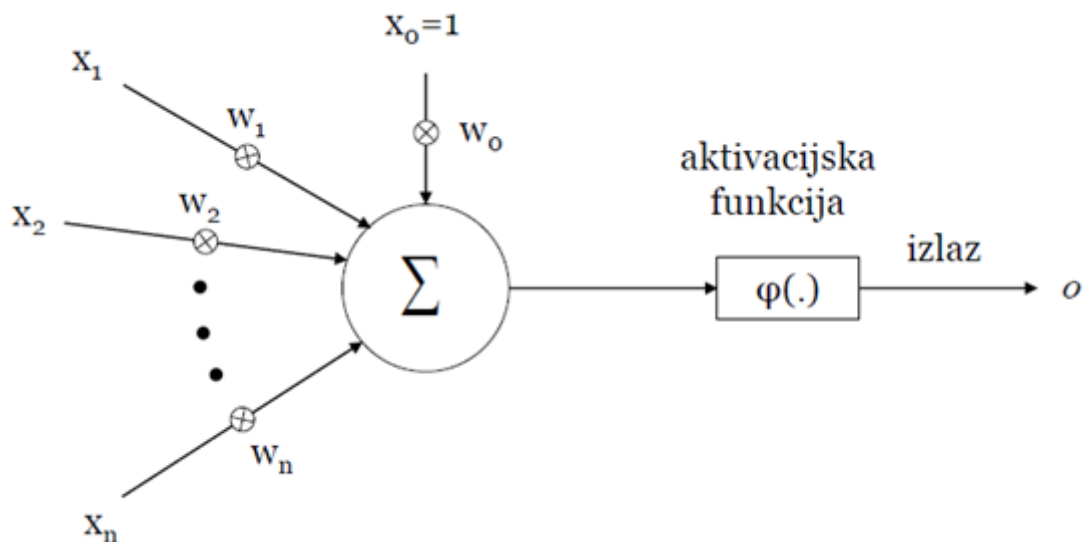 x₀=1
x₁
w₁
w₀
x₂
w₂
aktivacijska
funkcija
izlaz
∑
φ(.)
o
wₙ
xₙ